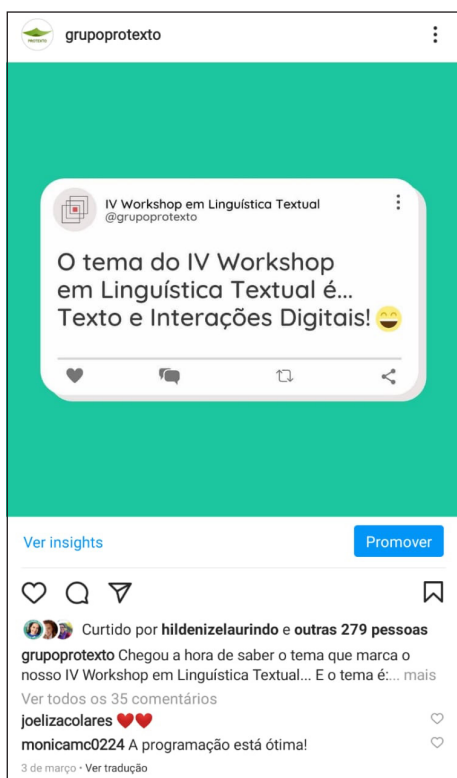 grupoprotexto
PROTEXTO
IV Workshop em Linguística Textual
@grupoprotexto
O tema do IV Workshop
em Linguística Textual é...
Texto e Interações Digitais! 😄
Ver insights
Promover
Curtido por hildenizelaurindo e outras 279 pessoas
grupoprotexto Chegou a hora de saber o tema que marca o
nosso IV Workshop em Linguística Textual... E o tema é:... mais
Ver todos os 35 comentários
joelizacolares ❤️❤️
monicamc0224 A programação está ótima!
3 de março · Ver tradução